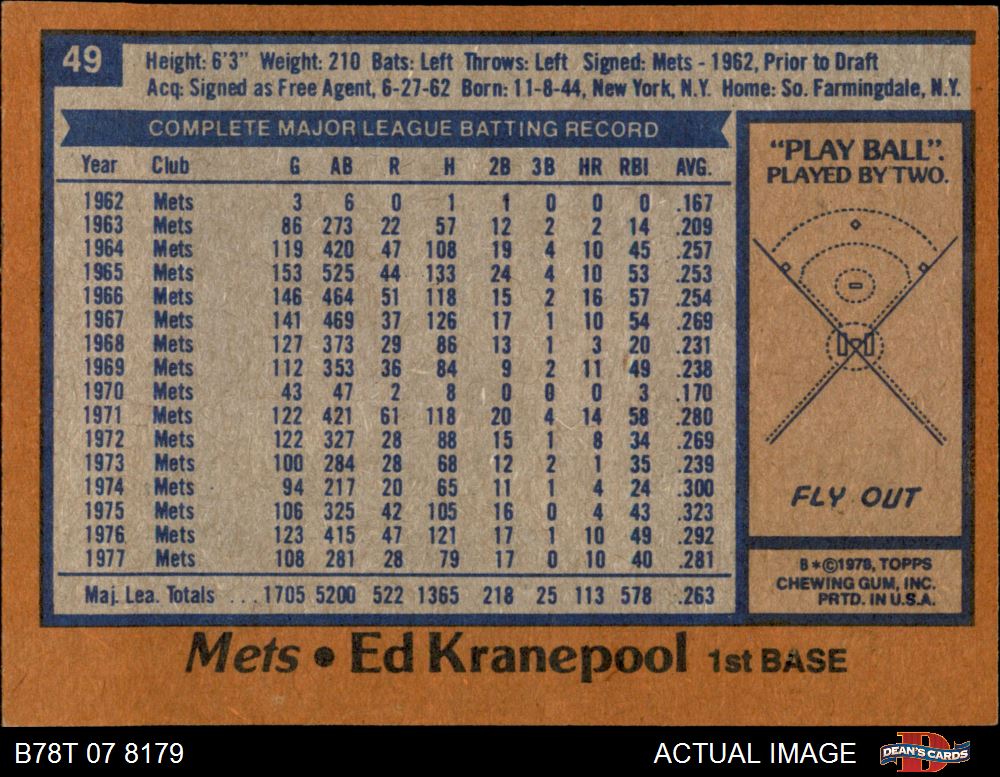 49
Height: 6'3" Weight: 210 Bats: Left Throws: Left Signed: Mets - 1962, Prior to Draft
Acq: Signed as Free Agent, 6-27-62 Born: 11-8-44, New York, N.Y. Home: So. Farmingdale, N.Y.
COMPLETE MAJOR LEAGUE BATTING RECORD
Year Club G AB R H 2B 3B HR RBI AVG.
1962 Mets 3 6 0 1 1 0 0 0 .167
1963 Mets 86 273 22 57 12 2 2 14 .209
1964 Mets 119 420 47 108 19 4 10 45 .257
1965 Mets 153 525 44 133 24 4 10 53 .253
1966 Mets 146 464 51 118 15 2 16 57 .254
1967 Mets 141 469 37 126 17 1 10 54 .269
1968 Mets 127 373 29 86 13 1 3 20 .231
1969 Mets 112 353 36 84 9 2 11 49 .238
1970 Mets 43 47 2 8 0 0 0 3 .170
1971 Mets 122 421 61 118 20 4 14 58 .280
1972 Mets 122 327 28 88 15 1 8 34 .269
1973 Mets 100 284 28 68 12 2 1 35 .239
1974 Mets 94 217 20 65 11 1 4 24 .300
1975 Mets 106 325 42 105 16 0 4 43 .323
1976 Mets 123 415 47 121 17 1 10 49 .292
1977 Mets 108 281 28 79 17 0 10 40 .281
Maj. Lea. Totals ...1705 5200 522 1365 218 25 113 578 .263
"PLAY BALL".
PLAYED BY TWO.
FLY OUT
B*©1978, TOPPS
CHEWING GUM, INC.
PRTD. IN U.S.A.
Mets • Ed Kranepool 1st BASE
B78T 07 8179
ACTUAL IMAGE
D
DEAN'S CARDS